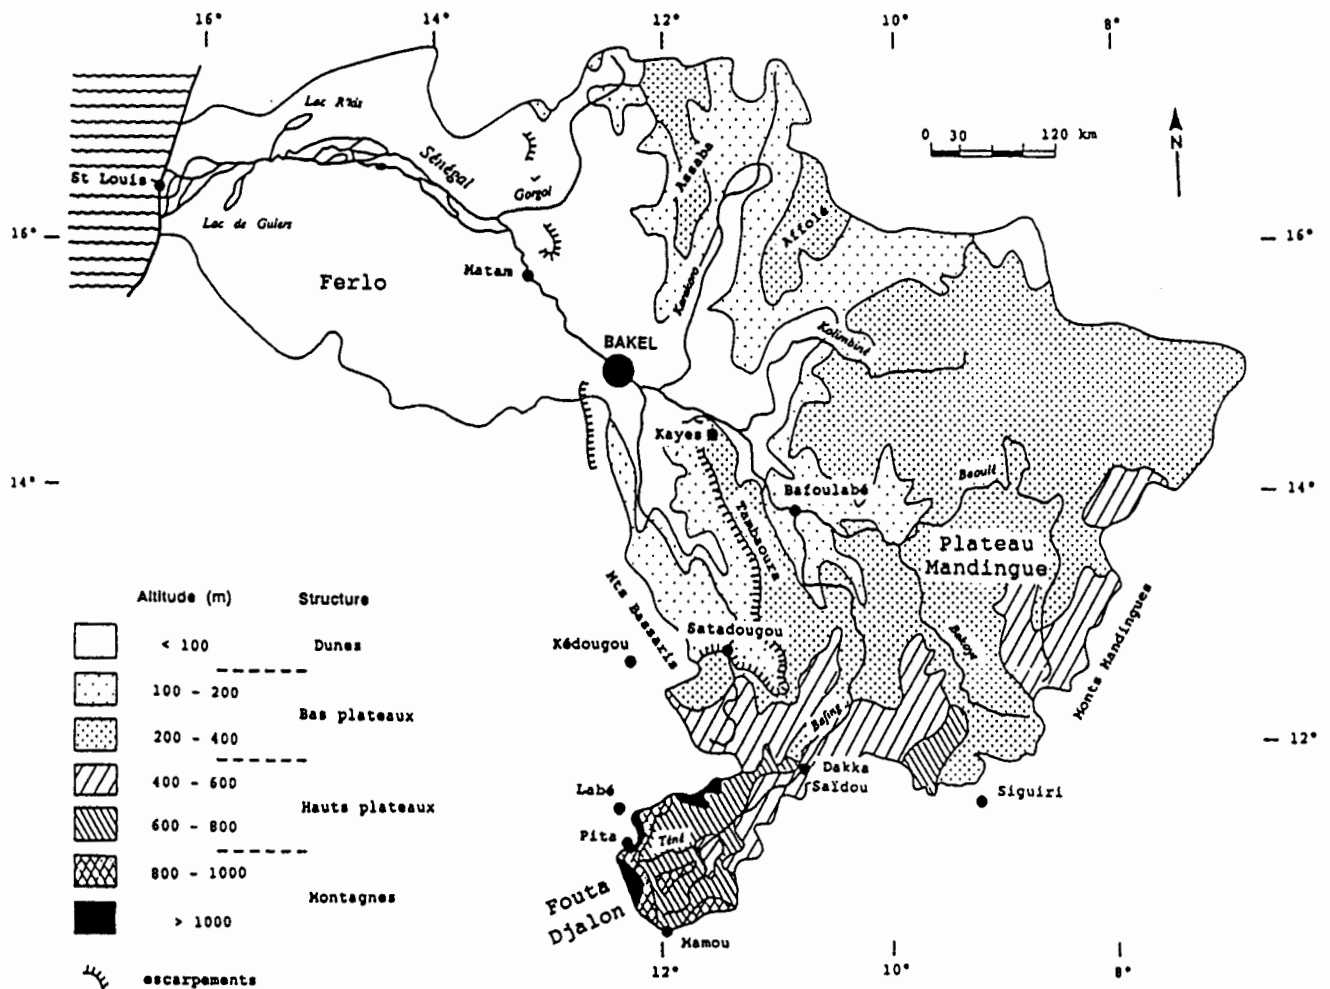 16° 14° 12° 10° 8°
Lac R'kiz
0 30 120 km
N
Sénégal
Assaba
St Louis
Gorgol
Lac de Guiers
Affolé
16° 16°
Matam
Ferlo
Karakoro
Kolimbiné
BAKEL
Kayes
Baoulé
14° 14°
Bafoulabé
Tambaoura
Plateau
Mandingue
Altitude (m) Structure
Mts Bassaris
Satadougou
Kédougou
Bakoye
Monts Mandingues
< 100 Dunes
100 - 200
Bas plateaux
200 - 400
Bafing
12°
400 - 600
Dakka
Saïdou
Labé
Siguiri
Hauts plateaux
600 - 800
Pita
Téné
800 - 1000
Montagnes
Fouta
Djalon
> 1000
Mamou
escarpements
12° 10° 8°